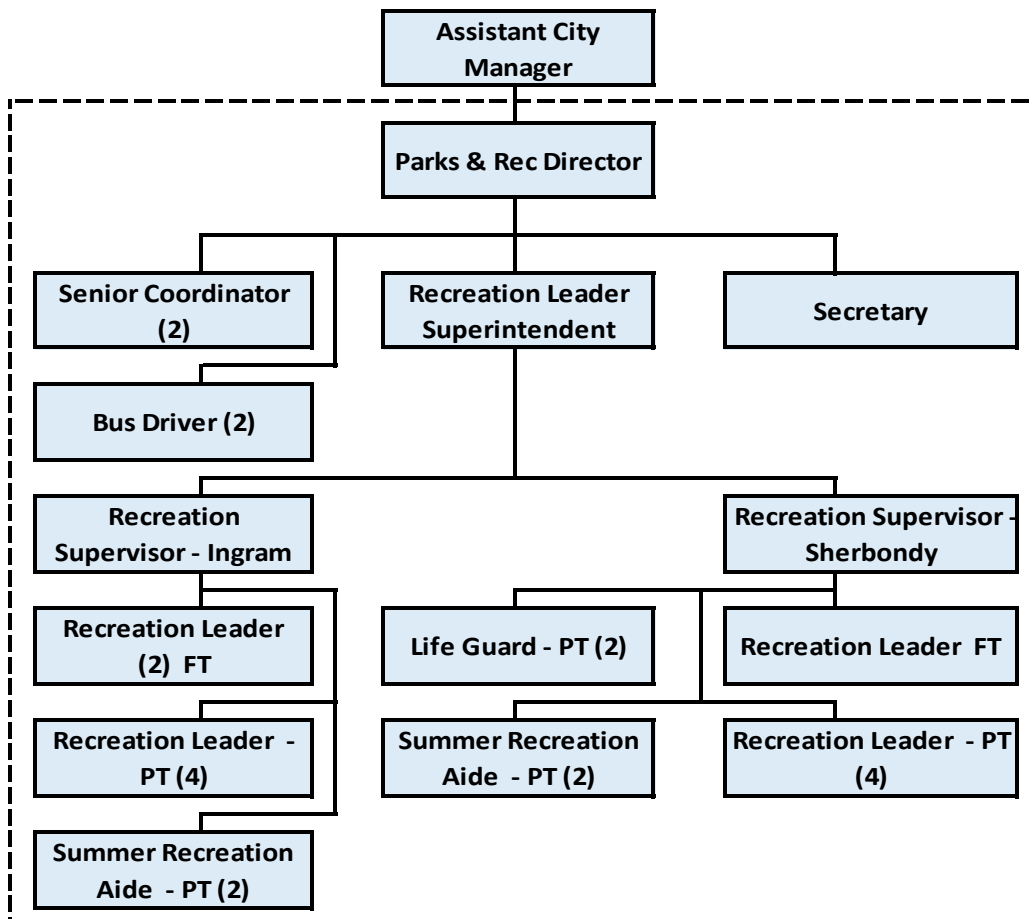 Assistant City
Manager
Parks & Rec Director
Senior Coordinator
(2)
Recreation Leader
Superintendent
Secretary
Bus Driver (2)
Recreation
Supervisor - Ingram
Recreation Supervisor -
Sherbondy
Recreation Leader
(2) FT
Life Guard - PT (2)
Recreation Leader FT
Recreation Leader -
PT (4)
Summer Recreation
Aide - PT (2)
Recreation Leader - PT
(4)
Summer Recreation
Aide - PT (2)